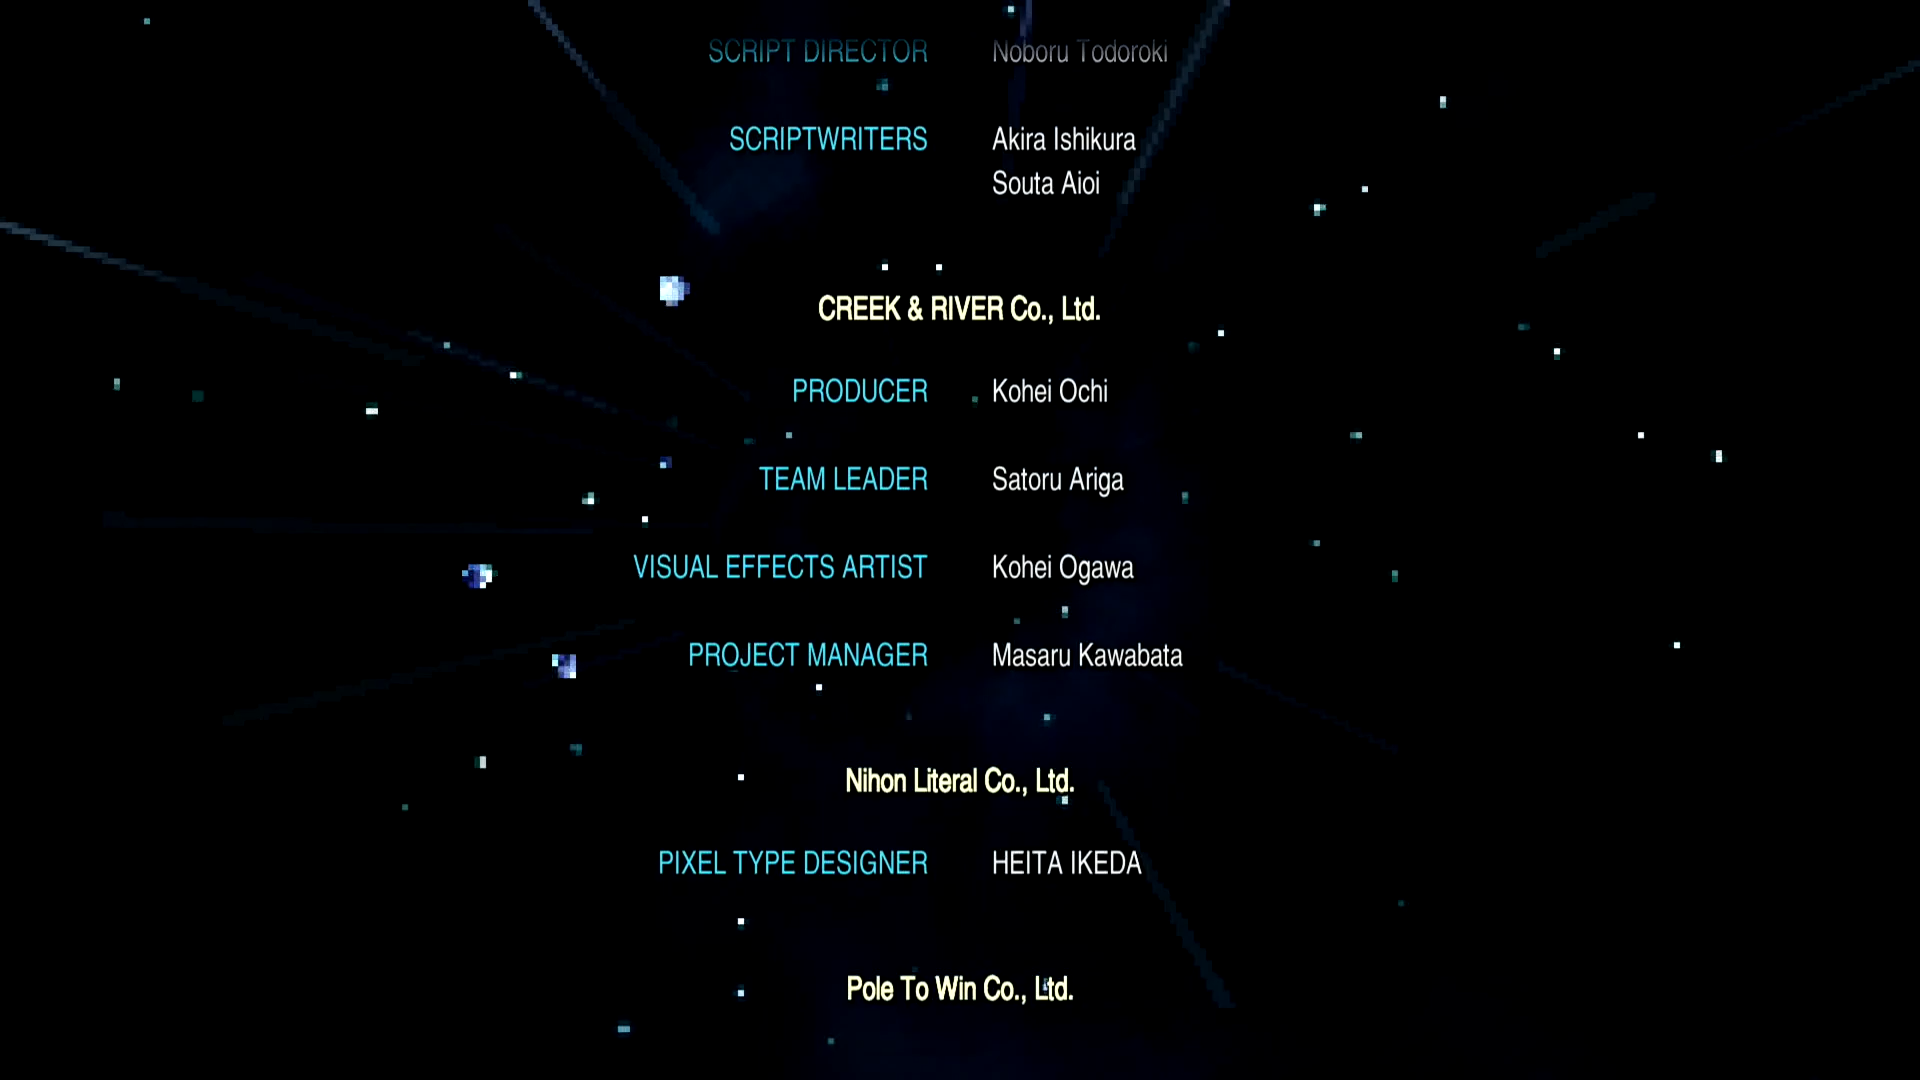 SCRIPT DIRECTOR Noboru Todoroki
SCRIPTWRITERS Akira Ishikura
Souta Aioi
CREEK & RIVER Co., Ltd.
PRODUCER Kohei Ochi
TEAM LEADER Satoru Ariga
VISUAL EFFECTS ARTIST Kohei Ogawa
PROJECT MANAGER Masaru Kawabata
Nihon Literal Co., Ltd.
PIXEL TYPE DESIGNER HEITA IKEDA
Pole To Win Co., Ltd.